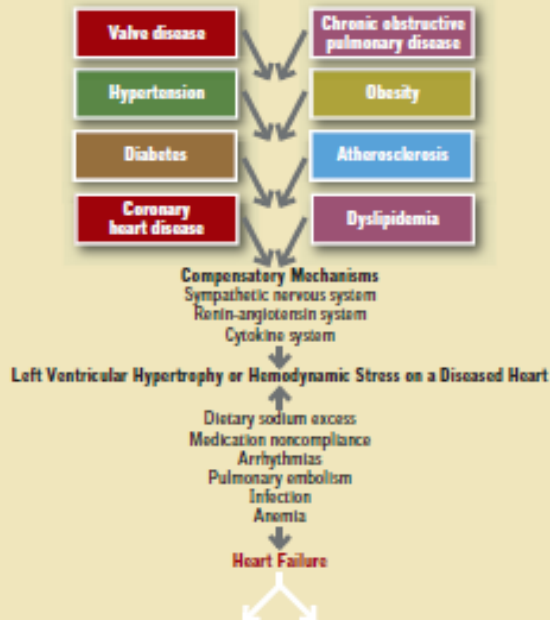 Valve disease
Chronic obstructive
pulmonary disease
Hypertension
Obesity
Diabetes
Atherosclerosis
Coronary
heart disease
Dyslipidemia
Compensatory Mechanisms
Sympathetic nervous system
Renin-angiotensin system
Cytokine system
Left Ventricular Hypertrophy or Hemodynamic Stress on a Diseased Heart
Dietary sodium excess
Medication noncompliance
Arrhythmias
Pulmonary embolism
Infection
Anemia
Heart Failure